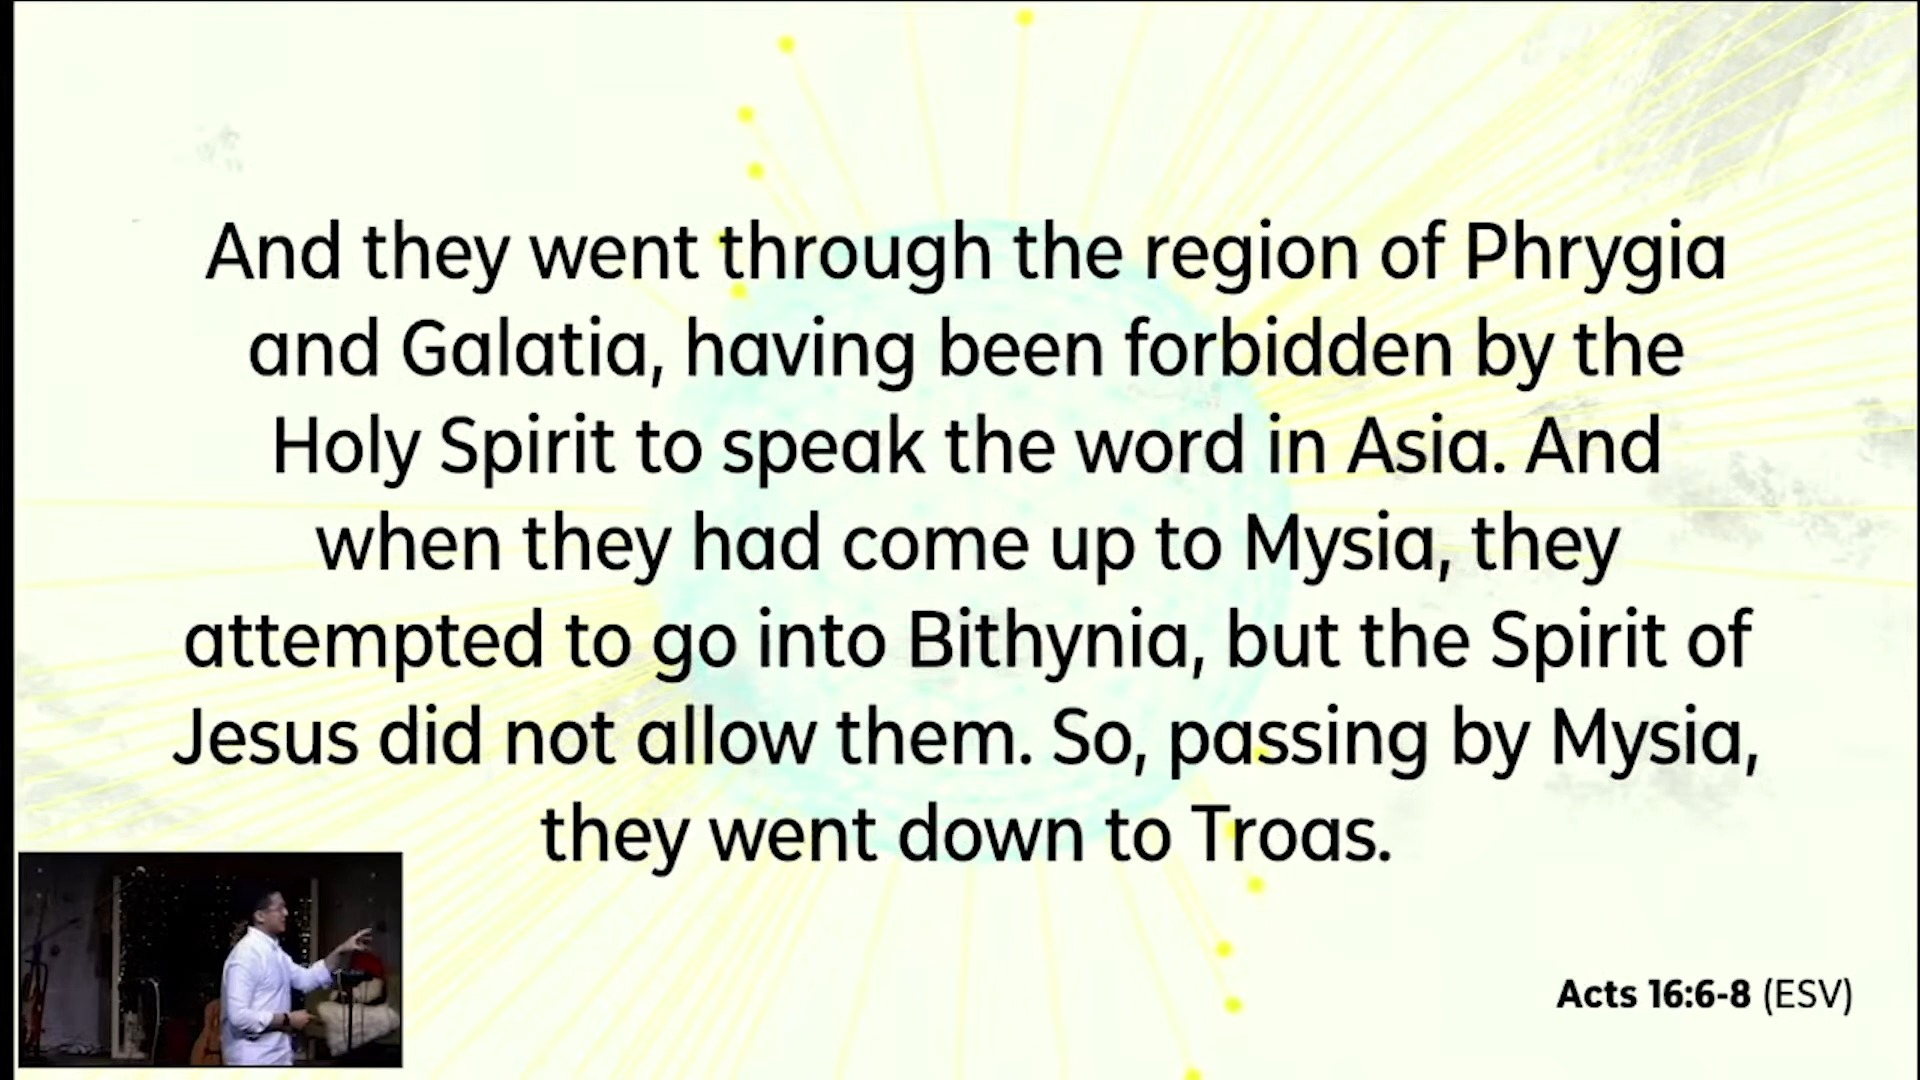 And they went through the region of Phrygia
and Galatia, having been forbidden by the
Holy Spirit to speak the word in Asia. And
when they had come up to Mysia, they
attempted to go into Bithynia, but the Spirit of
Jesus did not allow them. So, passing by Mysia,
they went down to Troas.
Acts 16:6-8 (ESV)